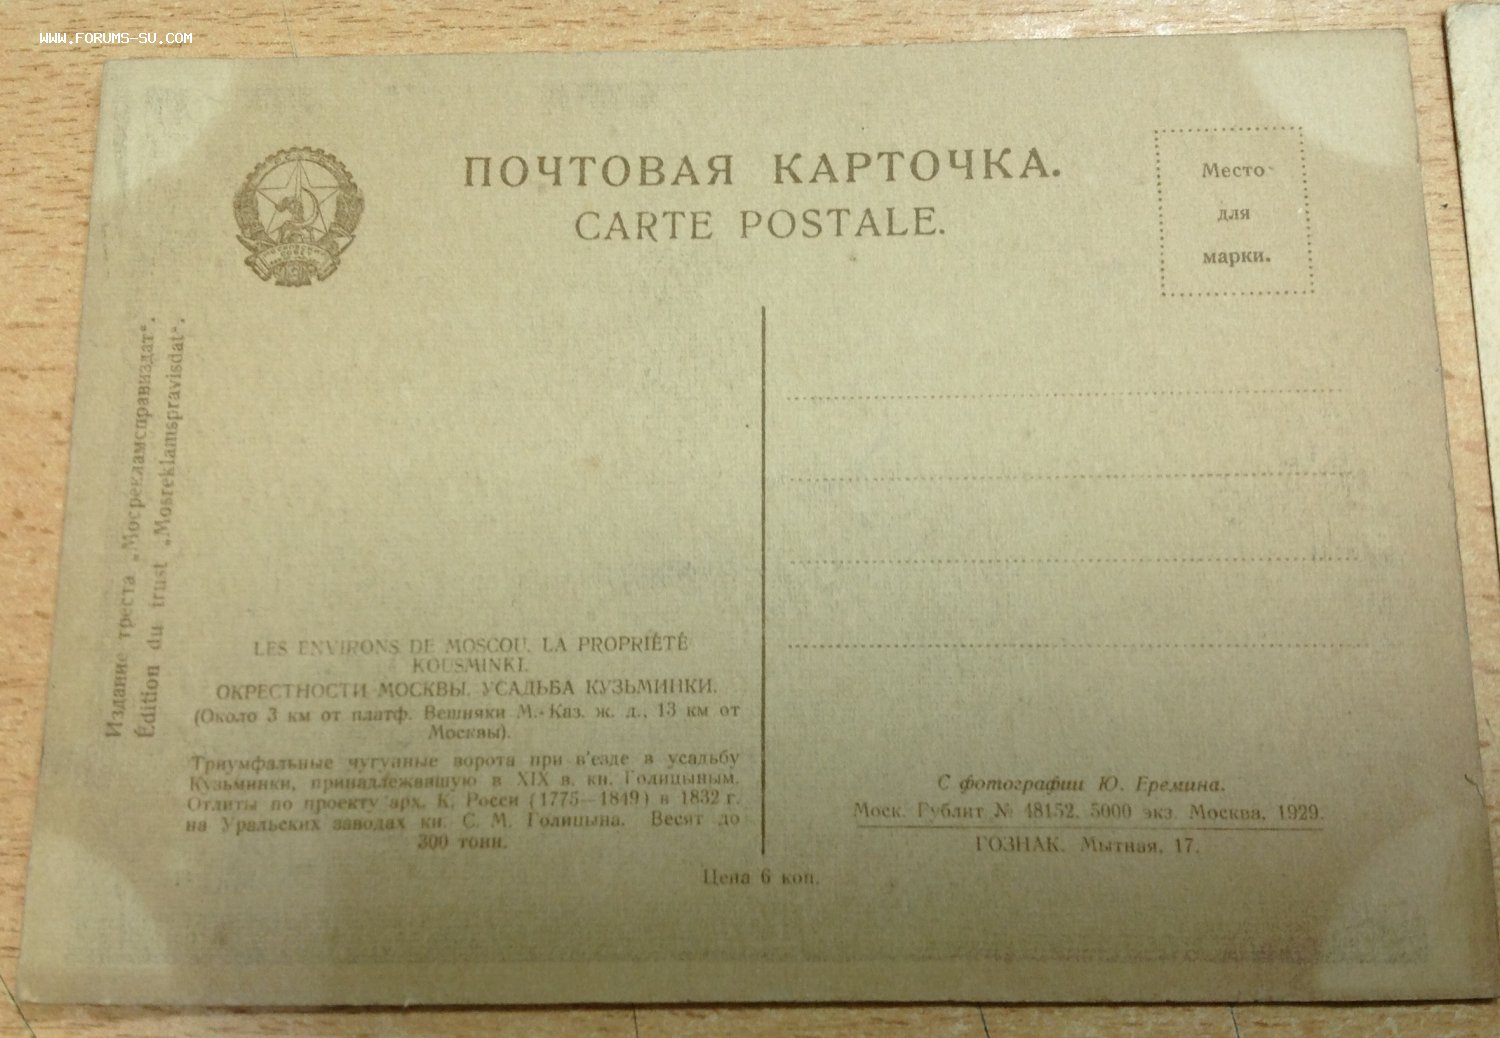 www.forums-su.com
ПОЧТОВАЯ КАРТОЧКА.
CARTE POSTALE.
Место
для
марки.
Издание треста „Мосрекламсправиздат“.
Édition du trust „Mosreklamspravisdat“.
LES ENVIRONS DE MOSCOU. LA PROPRIÉTÉ
KOUSMINKI.
ОКРЕСТНОСТИ МОСКВЫ. УСАДЬБА КУЗЬМИНКИ.
(Около 3 км от платф. Вешняки М.-Каз. ж. д., 13 км от
Москвы).
Триумфальные чугунные ворота при в'езде в усадьбу
Кузьминки, принадлежавшую в XIX в. кн. Голицыным.
Отлиты по проекту арх. К. Росси (1775—1849) в 1832 г.
на Уральских заводах кн. С. М. Голицына. Весят до
300 тонн.
С фотографии Ю. Еремина.
Моск. Гублит № 48152. 5000 экз. Москва, 1929.
ГОЗНАК. Мытная, 17.
Цена 6 коп.